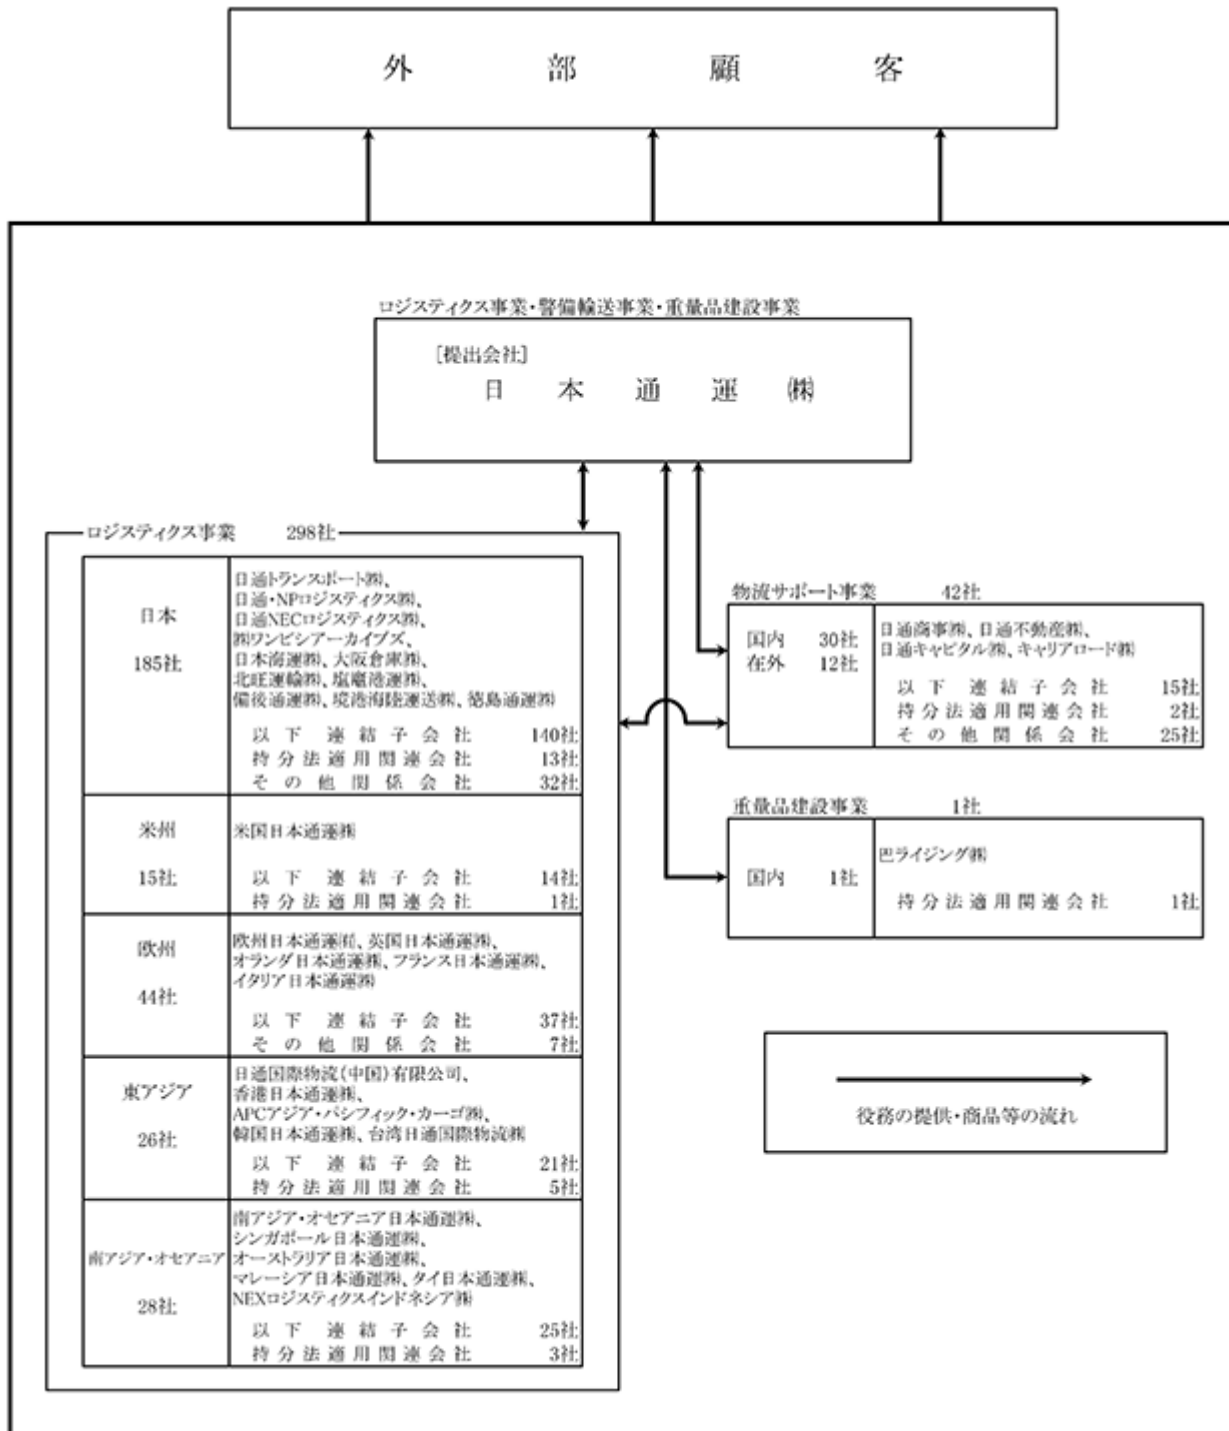 外部顧客
ロジスティクス事業・警備輸送事業・重量品建設事業
[提出会社]
日本通運㈱
ロジスティクス事業 298社
日本
185社
日通トランスポート㈱、
日通・NPロジスティクス㈱、
日通NECロジスティクス㈱、
㈱ワンビシアーカイブズ、
日本海運㈱、大阪倉庫㈱、
北旺運輸㈱、塩竈港運㈱、
備後通運㈱、境港海陸運送㈱、徳島通運㈱
以下 連結子会社 140社
持分法適用関連会社 13社
その他関係会社 32社
米州
15社
米国日本通運㈱
以下 連結子会社 14社
持分法適用関連会社 1社
欧州
44社
欧州日本通運㈲、英国日本通運㈱、
オランダ日本通運㈱、フランス日本通運㈱、
イタリア日本通運㈱
以下 連結子会社 37社
その他関係会社 7社
東アジア
26社
日通国際物流(中国)有限公司、
香港日本通運㈱、
APCアジア・パシフィック・カーゴ㈱、
韓国日本通運㈱、台湾日通国際物流㈱
以下 連結子会社 21社
持分法適用関連会社 5社
南アジア・オセアニア
28社
南アジア・オセアニア日本通運㈱、
シンガポール日本通運㈱、
オーストラリア日本通運㈱、
マレーシア日本通運㈱、タイ日本通運㈱、
NEXロジスティクスインドネシア㈱
以下 連結子会社 25社
持分法適用関連会社 3社
物流サポート事業 42社
国内 30社
在外 12社
日通商事㈱、日通不動産㈱、
日通キャピタル㈱、キャリアロード㈱
以下 連結子会社 15社
持分法適用関連会社 2社
その他関係会社 25社
重量品建設事業 1社
国内 1社
巴ライジング㈱
持分法適用関連会社 1社
役務の提供・商品等の流れ